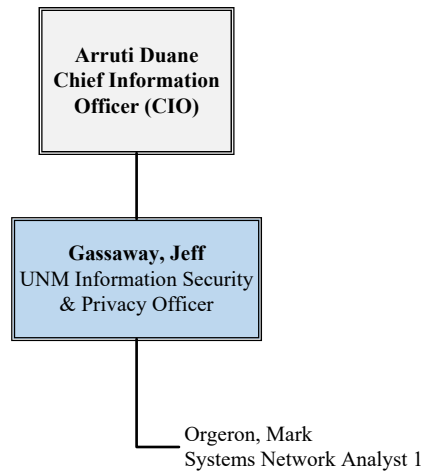 Arruti Duane
Chief Information
Officer (CIO)
Gassaway, Jeff
UNM Information Security
& Privacy Officer
Orgeron, Mark
Systems Network Analyst 1